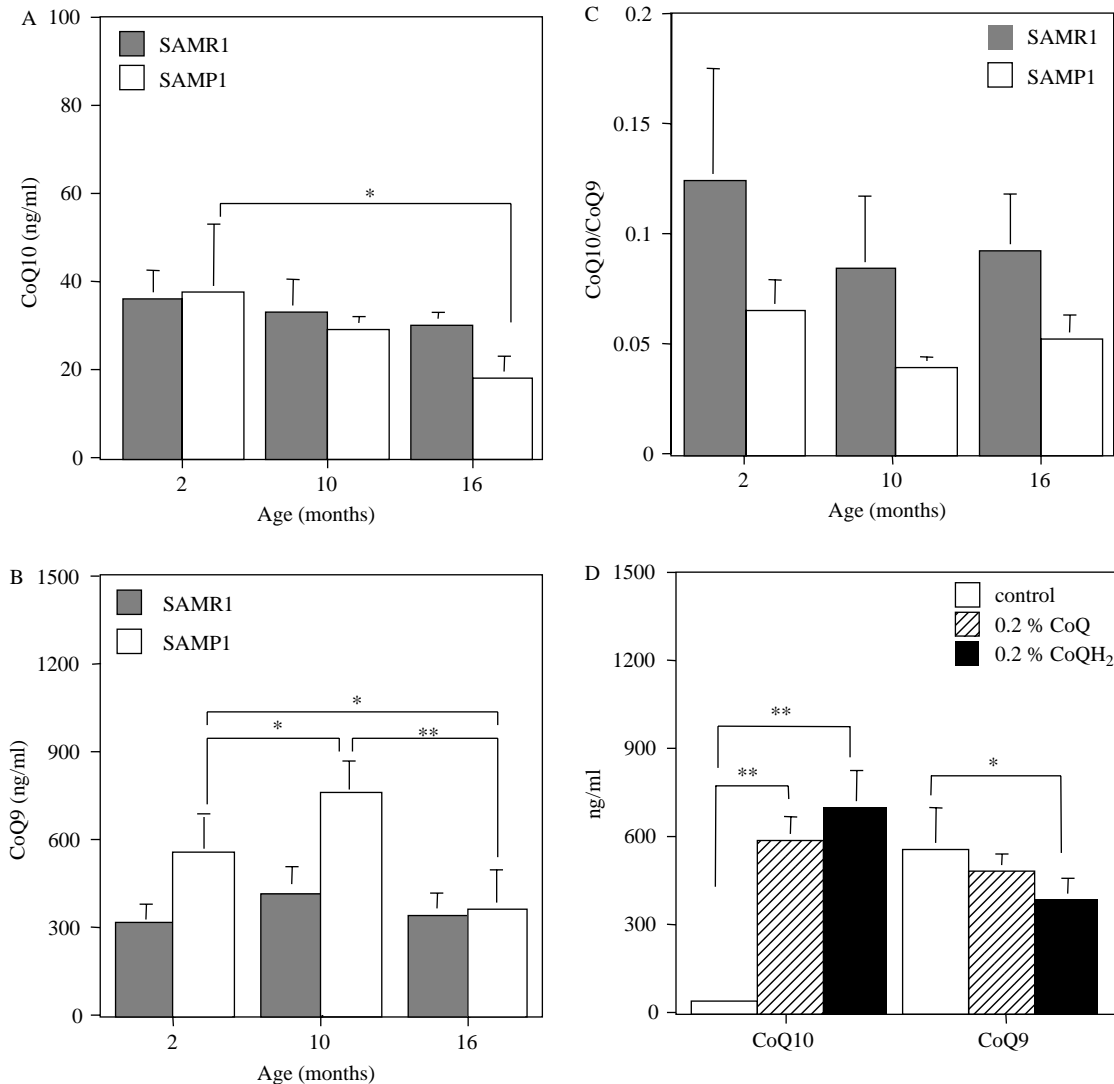 A
100
80
60
40
20
0
CoQ10 (ng/ml)
SAMR1
SAMP1
*
2 10 16
Age (months)
C
0.2
0.15
0.1
0.05
0
CoQ10/CoQ9
SAMR1
SAMP1
2 10 16
Age (months)
B
1500
1200
900
600
300
0
CoQ9 (ng/ml)
SAMR1
SAMP1
*
* **
2 10 16
Age (months)
D
1500
1200
900
600
300
0
ng/ml
control
0.2 % CoQ
0.2 % CoQH₂
**
** *
CoQ10 CoQ9